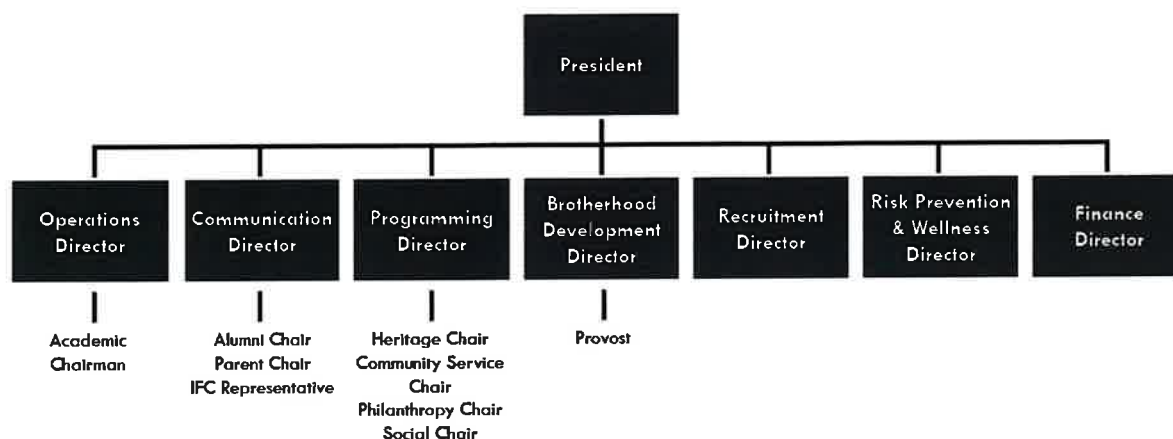 President
Operations
Director
Communication
Director
Programming
Director
Brotherhood
Development
Director
Recruitment
Director
Risk Prevention
& Wellness
Director
Finance
Director
Academic
Chairman
Alumni Chair
Parent Chair
IFC Representative
Heritage Chair
Community Service
Chair
Philanthropy Chair
Social Chair
Provost